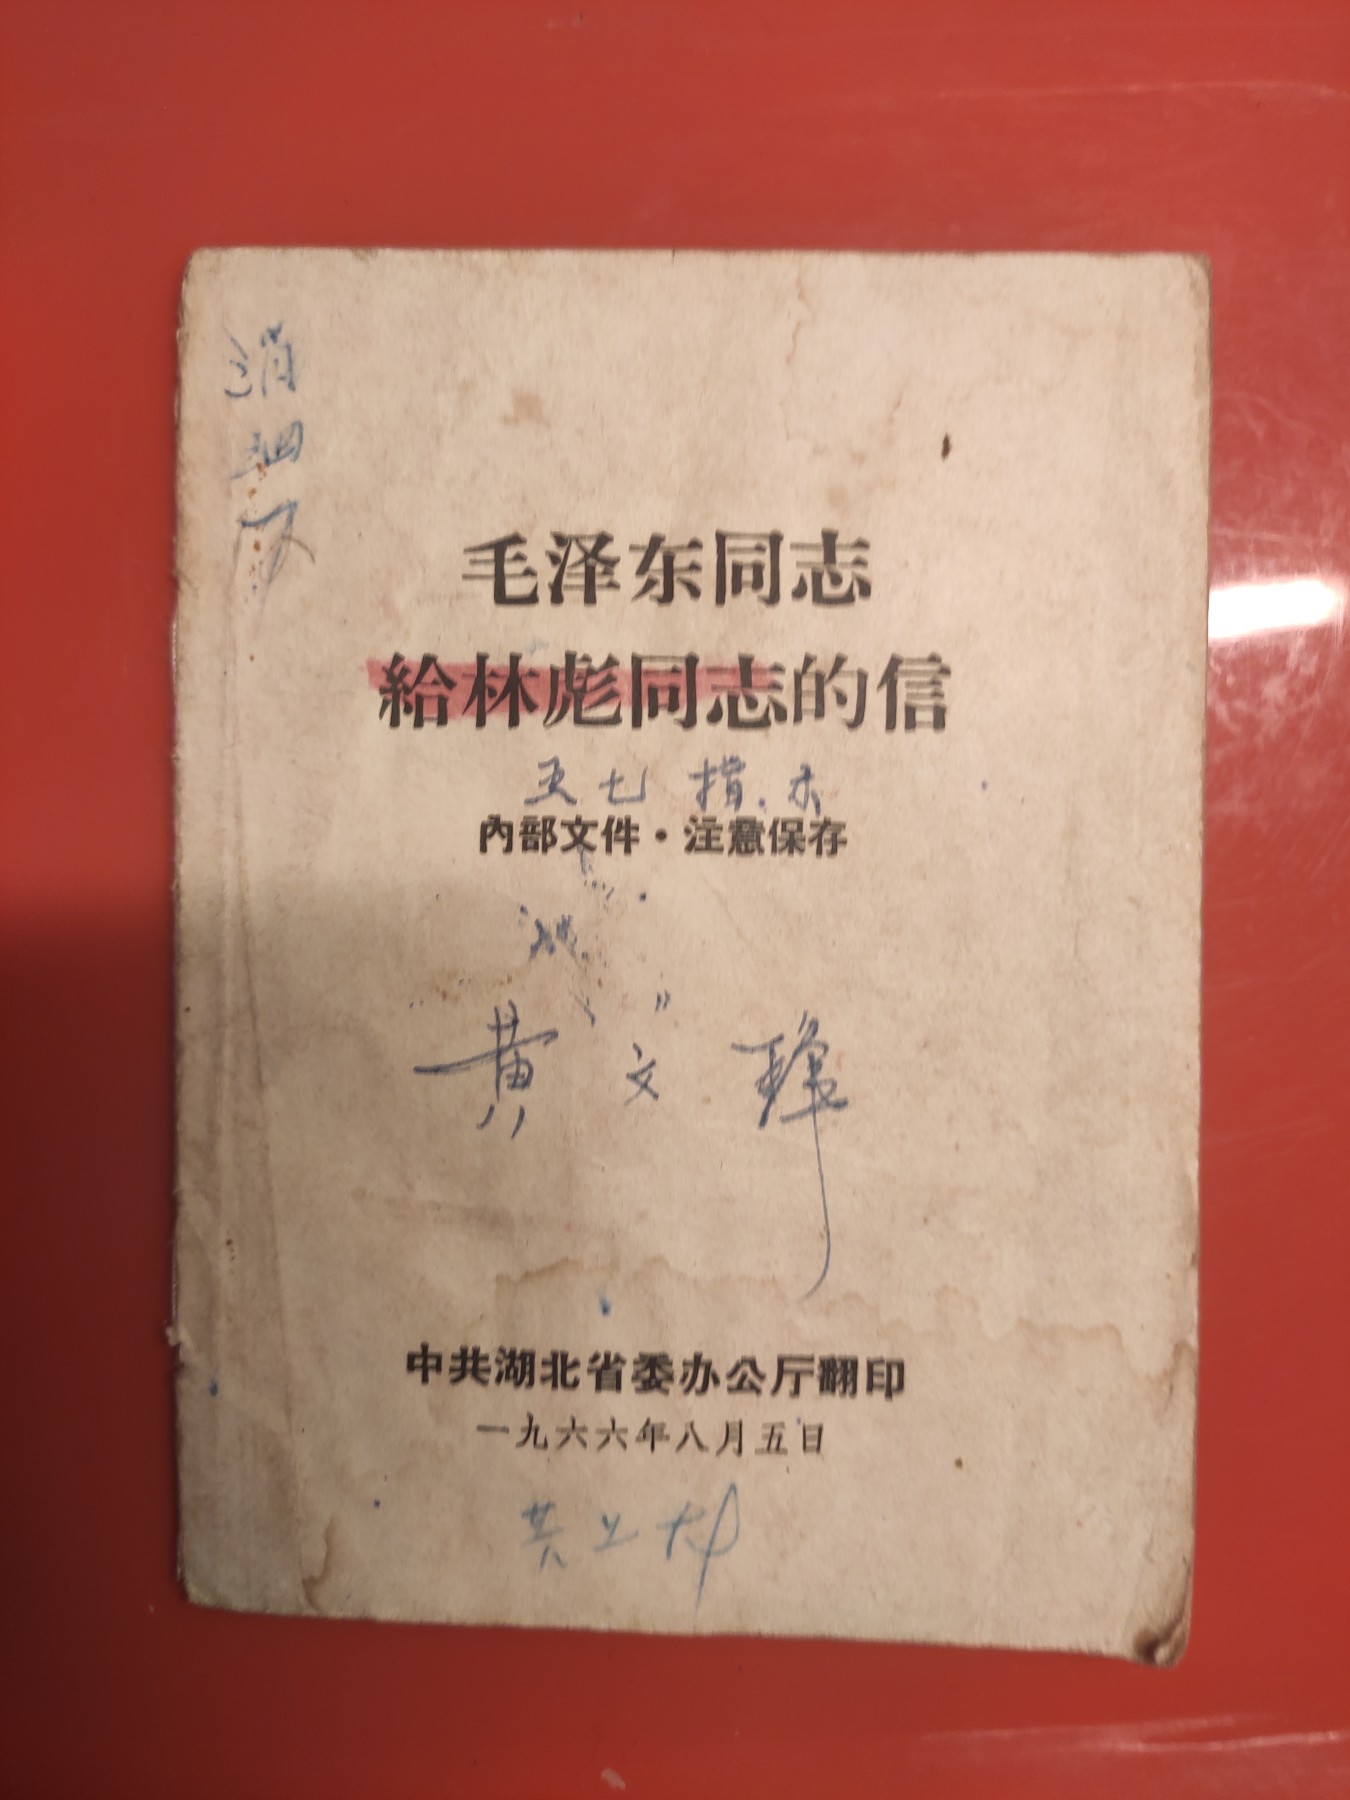 毛泽东同志
給林彪同志的信
五七指示
內部文件·注意保存
黄文
中共湖北省委办公厅翻印
一九六六年八月五日